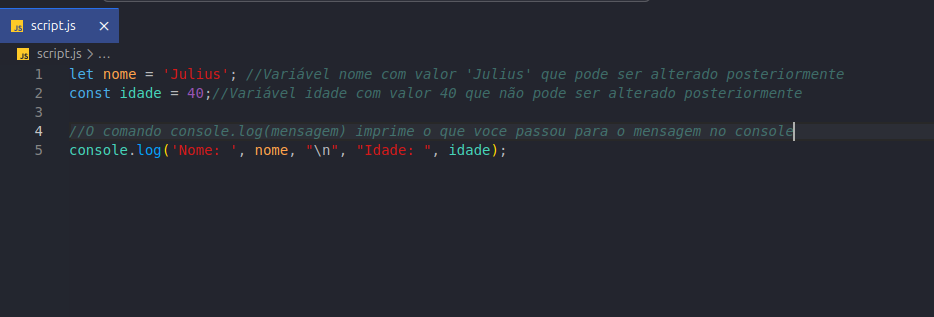 JS script.js ×
JS script.js > ...
1 let nome = 'Julius'; //Variável nome com valor 'Julius' que pode ser alterado posteriormente
2 const idade = 40;//Variável idade com valor 40 que não pode ser alterado posteriormente
3
4 //O comando console.log(mensagem) imprime o que voce passou para o mensagem no console
5 console.log('Nome: ', nome, "\n", "Idade: ", idade);